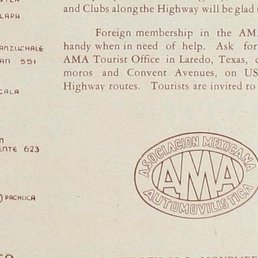 LAPA
ANZUCHALE
AN 551
CALA
ENTE 623
PACHUCA
and Clubs along the Highway will be glad
Foreign membership in the AM
handy when in need of help. Ask for
AMA Tourist Office in Laredo, Texas, c
moros and Convent Avenues, on US
Highway routes. Tourists are invited to
ASOCIACION MEXICANA
AMA
AUTOMOVILISTICA